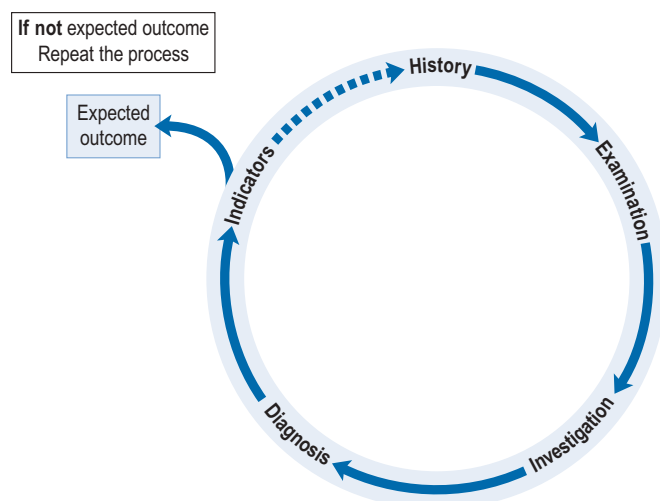 If not expected outcome
Repeat the process
Expected
outcome
History
Examination
Investigation
Diagnosis
Indicators